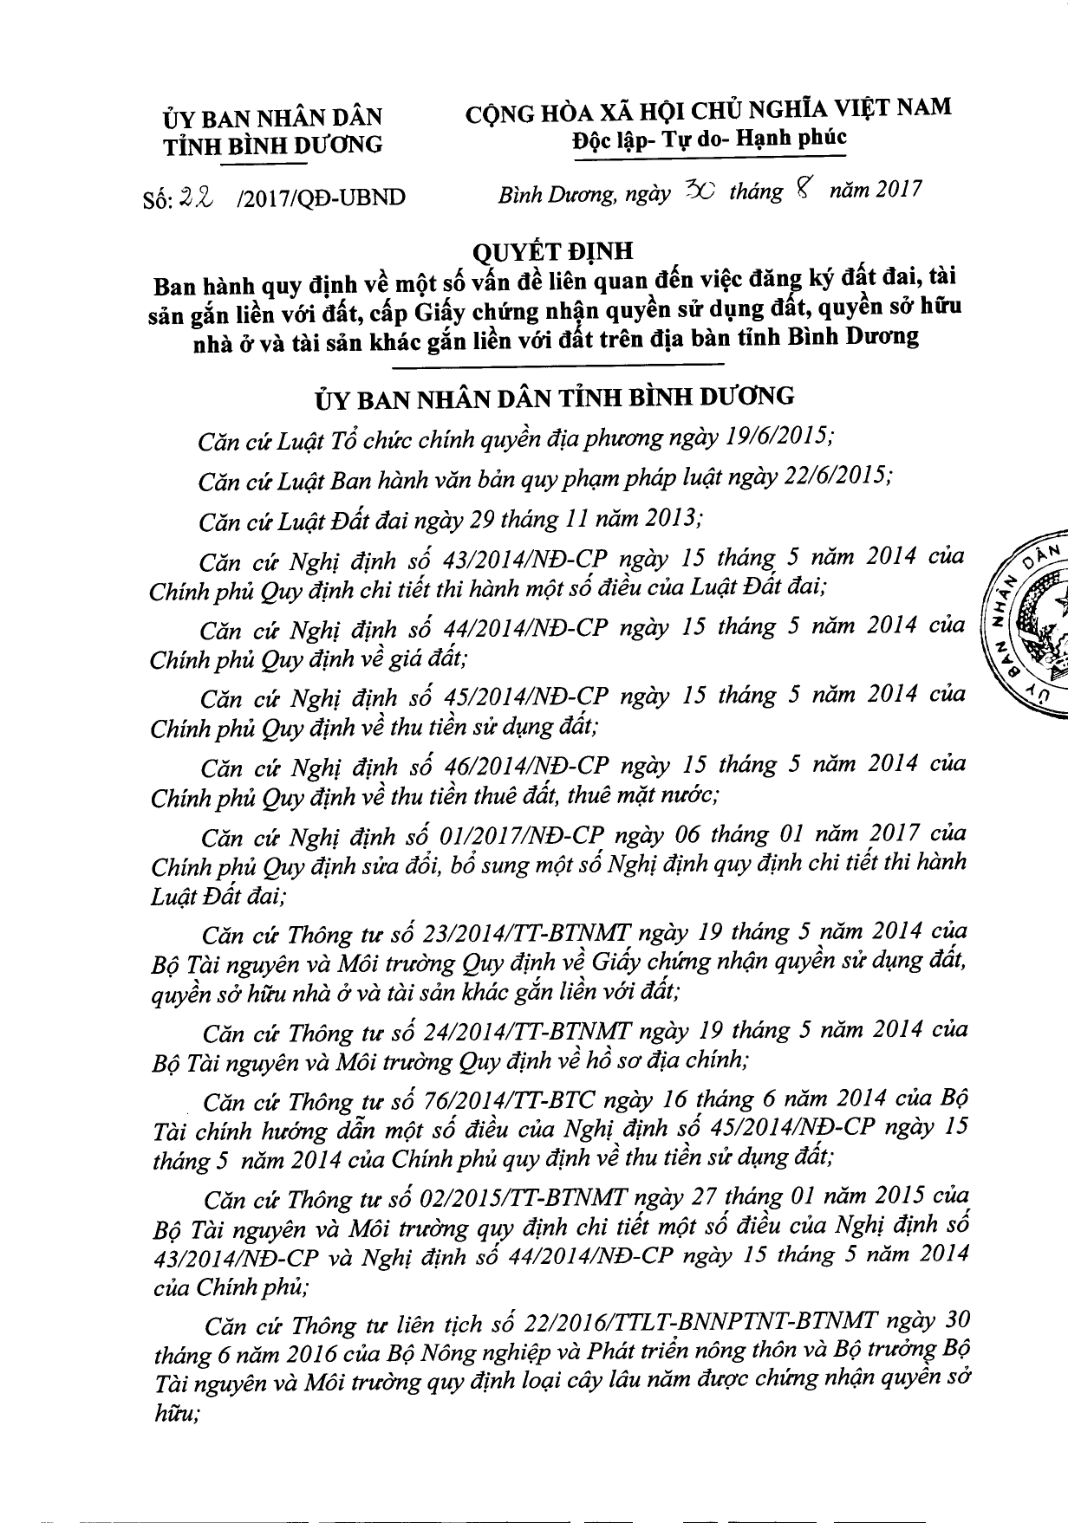 ỦY BAN NHÂN DÂN
TỈNH BÌNH DƯƠNG
CỘNG HÒA XÃ HỘI CHỦ NGHĨA VIỆT NAM
Độc lập- Tự do- Hạnh phúc
Số: 22 /2017/QĐ-UBND
Bình Dương, ngày 30 tháng 8 năm 2017
QUYẾT ĐỊNH
Ban hành quy định về một số vấn đề liên quan đến việc đăng ký đất đai, tài
sản gắn liền với đất, cấp Giấy chứng nhận quyền sử dụng đất, quyền sở hữu
nhà ở và tài sản khác gắn liền với đất trên địa bàn tỉnh Bình Dương
ỦY BAN NHÂN DÂN TỈNH BÌNH DƯƠNG
Căn cứ Luật Tổ chức chính quyền địa phương ngày 19/6/2015;
Căn cứ Luật Ban hành văn bản quy phạm pháp luật ngày 22/6/2015;
Căn cứ Luật Đất đai ngày 29 tháng 11 năm 2013;
Căn cứ Nghị định số 43/2014/NĐ-CP ngày 15 tháng 5 năm 2014 của
Chính phủ Quy định chi tiết thi hành một số điều của Luật Đất đai;
Căn cứ Nghị định số 44/2014/NĐ-CP ngày 15 tháng 5 năm 2014 của
Chính phủ Quy định về giá đất;
Căn cứ Nghị định số 45/2014/NĐ-CP ngày 15 tháng 5 năm 2014 của
Chính phủ Quy định về thu tiền sử dụng đất;
Căn cứ Nghị định số 46/2014/NĐ-CP ngày 15 tháng 5 năm 2014 của
Chính phủ Quy định về thu tiền thuê đất, thuê mặt nước;
Căn cứ Nghị định số 01/2017/NĐ-CP ngày 06 tháng 01 năm 2017 của
Chính phủ Quy định sửa đổi, bổ sung một số Nghị định quy định chi tiết thi hành
Luật Đất đai;
Căn cứ Thông tư số 23/2014/TT-BTNMT ngày 19 tháng 5 năm 2014 của
Bộ Tài nguyên và Môi trường Quy định về Giấy chứng nhận quyền sử dụng đất,
quyền sở hữu nhà ở và tài sản khác gắn liền với đất;
Căn cứ Thông tư số 24/2014/TT-BTNMT ngày 19 tháng 5 năm 2014 của
Bộ Tài nguyên và Môi trường Quy định về hồ sơ địa chính;
Căn cứ Thông tư số 76/2014/TT-BTC ngày 16 tháng 6 năm 2014 của Bộ
Tài chính hướng dẫn một số điều của Nghị định số 45/2014/NĐ-CP ngày 15
tháng 5 năm 2014 của Chính phủ quy định về thu tiền sử dụng đất;
Căn cứ Thông tư số 02/2015/TT-BTNMT ngày 27 tháng 01 năm 2015 của
Bộ Tài nguyên và Môi trường quy định chi tiết một số điều của Nghị định số
43/2014/NĐ-CP và Nghị định số 44/2014/NĐ-CP ngày 15 tháng 5 năm 2014
của Chính phủ;
Căn cứ Thông tư liên tịch số 22/2016/TTLT-BNNPTNT-BTNMT ngày 30
tháng 6 năm 2016 của Bộ Nông nghiệp và Phát triển nông thôn và Bộ trưởng Bộ
Tài nguyên và Môi trường quy định loại cây lâu năm được chứng nhận quyền sở
hữu;
ỦY BAN NHÂN DÂN